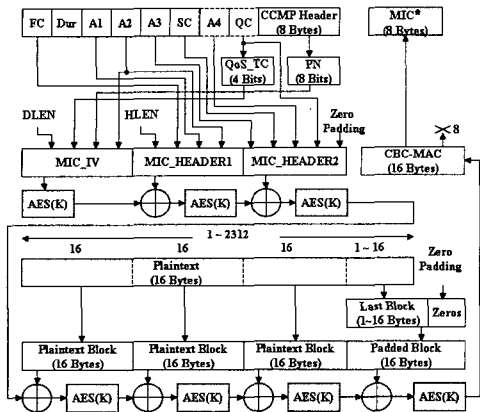 FC Dur A1 A2 A3 SC A4 QC CCMP Header (8 Bytes)
MIC* (8 Bytes)
QoS_TC (4 Bits)
PN (8 Bits)
DLEN
HLEN
Zero Padding
8
MIC_IV MIC_HEADER1 MIC_HEADER2
CBC-MAC (16 Bytes)
AES(K) AES(K) AES(K)
1 ~ 2312
16 16 16 1 ~ 16
Plaintext (16 Bytes)
Zero Padding
Last Block (1~16 Bytes) Zeros
Plaintext Block (16 Bytes) Plaintext Block (16 Bytes) Plaintext Block (16 Bytes) Padded Block (16 Bytes)
AES(K) AES(K) AES(K) AES(K)